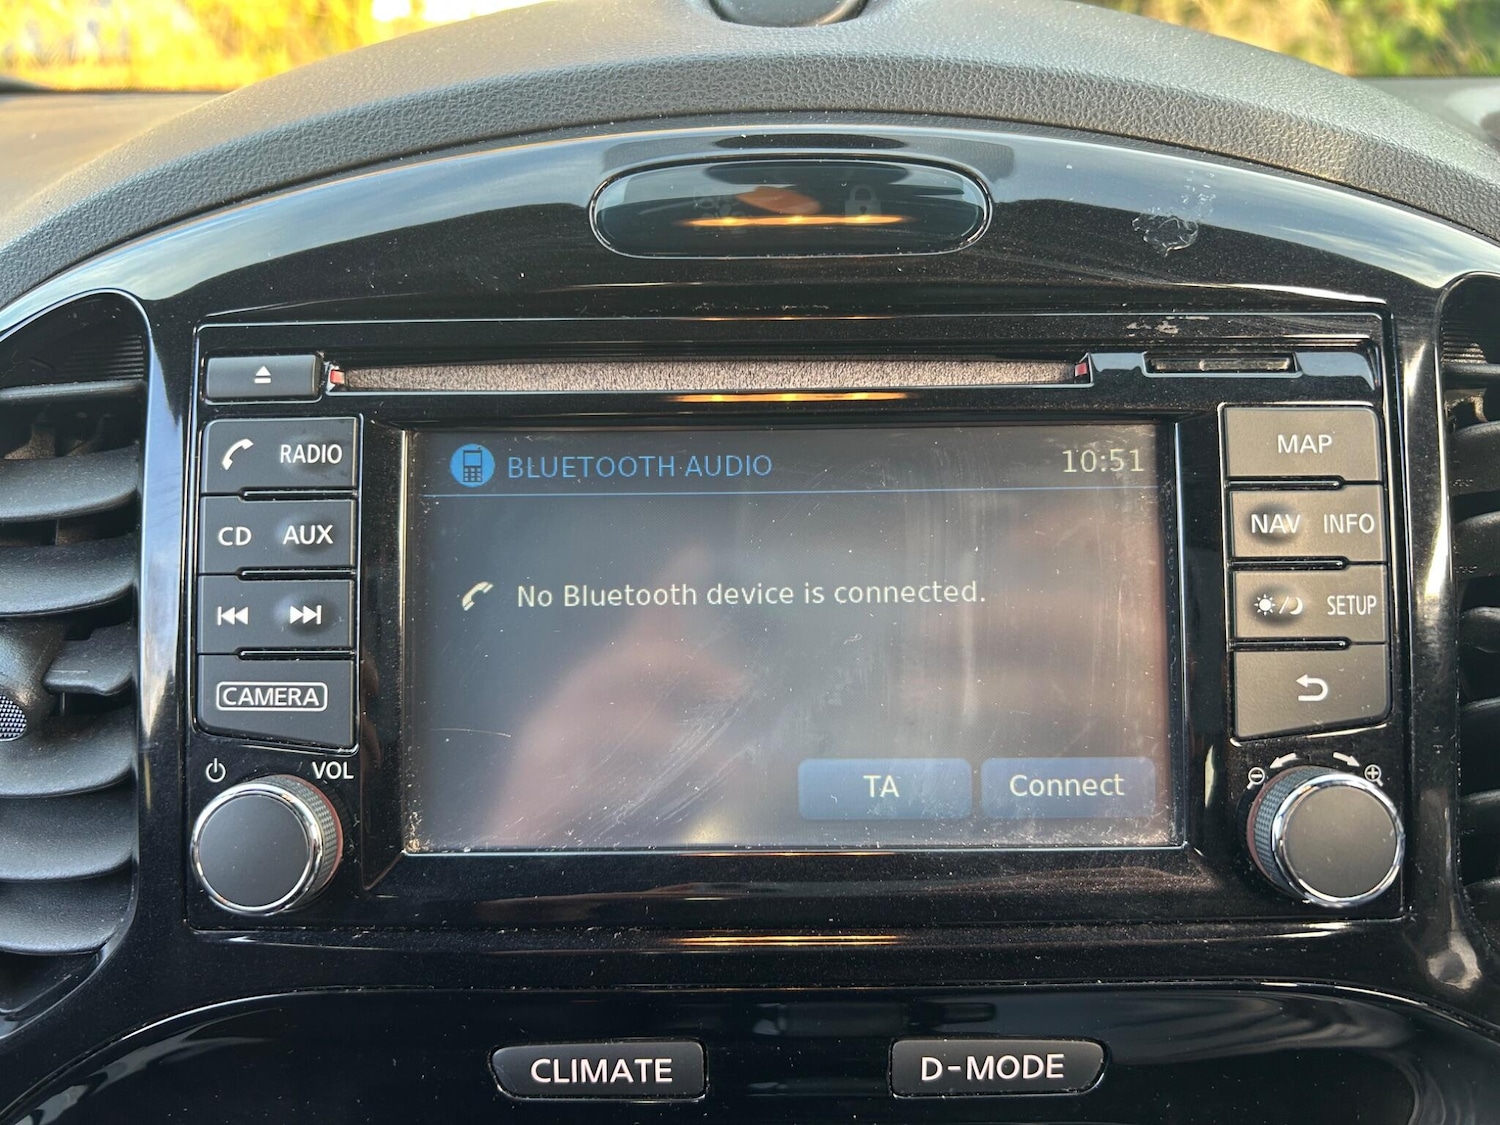 RADIO
CD AUX
CAMERA
VOL
BLUETOOTH AUDIO 10:51
No Bluetooth device is connected.
TA Connect
MAP
NAV INFO
SETUP
CLIMATE D-MODE